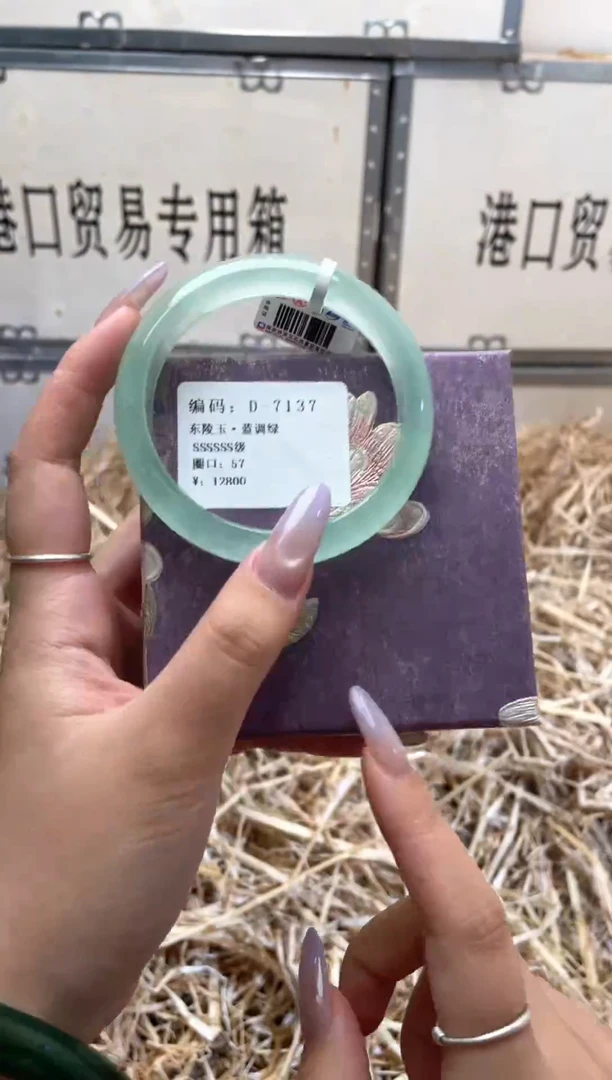 港口贸易专用箱
港口贸易
编码：D-7137
东陵玉·蓝调绿
SSSSSS级
圈口：57
¥：12800